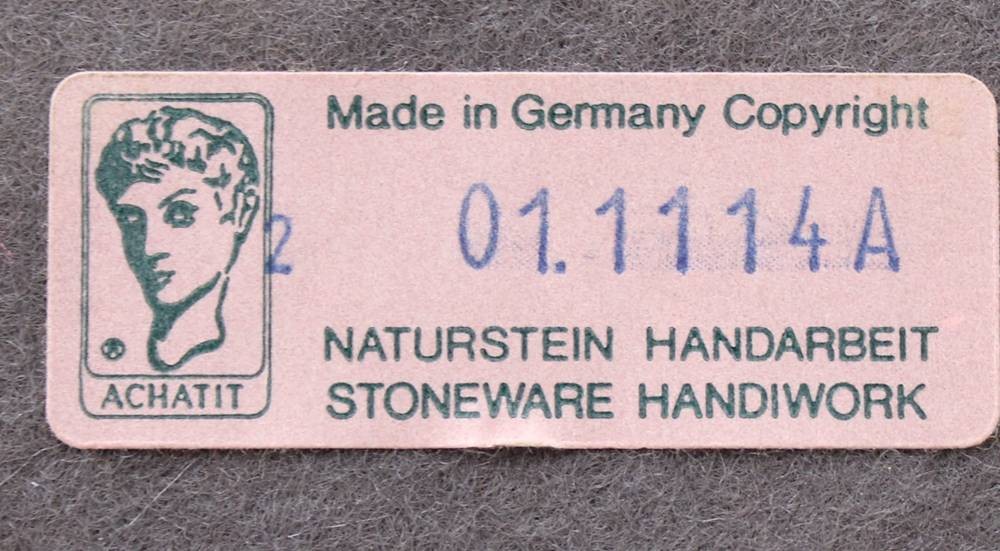 Made in Germany Copyright
2 01.1114A
NATURSTEIN HANDARBEIT
STONEWARE HANDIWORK
®
ACHATIT